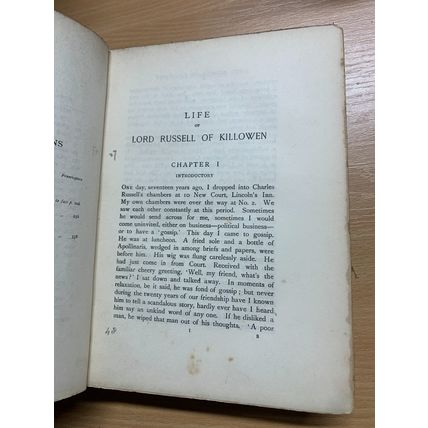 NS
Frontispiece
LIFE
OF
LORD RUSSELL OF KILLOWEN
CHAPTER I
INTRODUCTORY
ONE day, seventeen years ago, I dropped into Charles
Russell's chambers at 10 New Court, Lincoln's Inn.
My own chambers were over the way at No. 2. We
saw each other constantly at this period. Sometimes
he would send across for me, sometimes I would
come uninvited, either on business—political business—
or to have a 'gossip.' This day I came to gossip.
He was at luncheon. A fried sole and a bottle of
Apollinaris, wedged in among briefs and papers, were
before him. His wig was flung carelessly aside. He
had just come in from Court. Received with the
familiar cheery greeting, 'Well, my friend, what's the
news?' I sat down and talked away. In moments of
relaxation, be it said, he was fond of gossip; but never
during the twenty years of our friendship have I known
him to tell a scandalous story, hardly ever have I heard
him say an unkind word of any one. If he disliked a
man, he wiped that man out of his thoughts. 'A poor
I
B
48